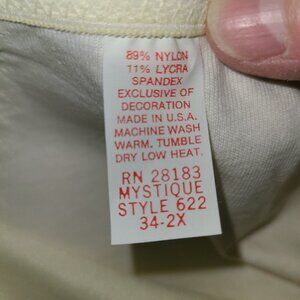 89% NYLON
11% LYCRA
SPANDEX
EXCLUSIVE OF
DECORATION
MADE IN U.S.A.
MACHINE WASH
WARM. TUMBLE
DRY LOW HEAT.
RN 28183
MYSTIQUE
STYLE 622
34-2X